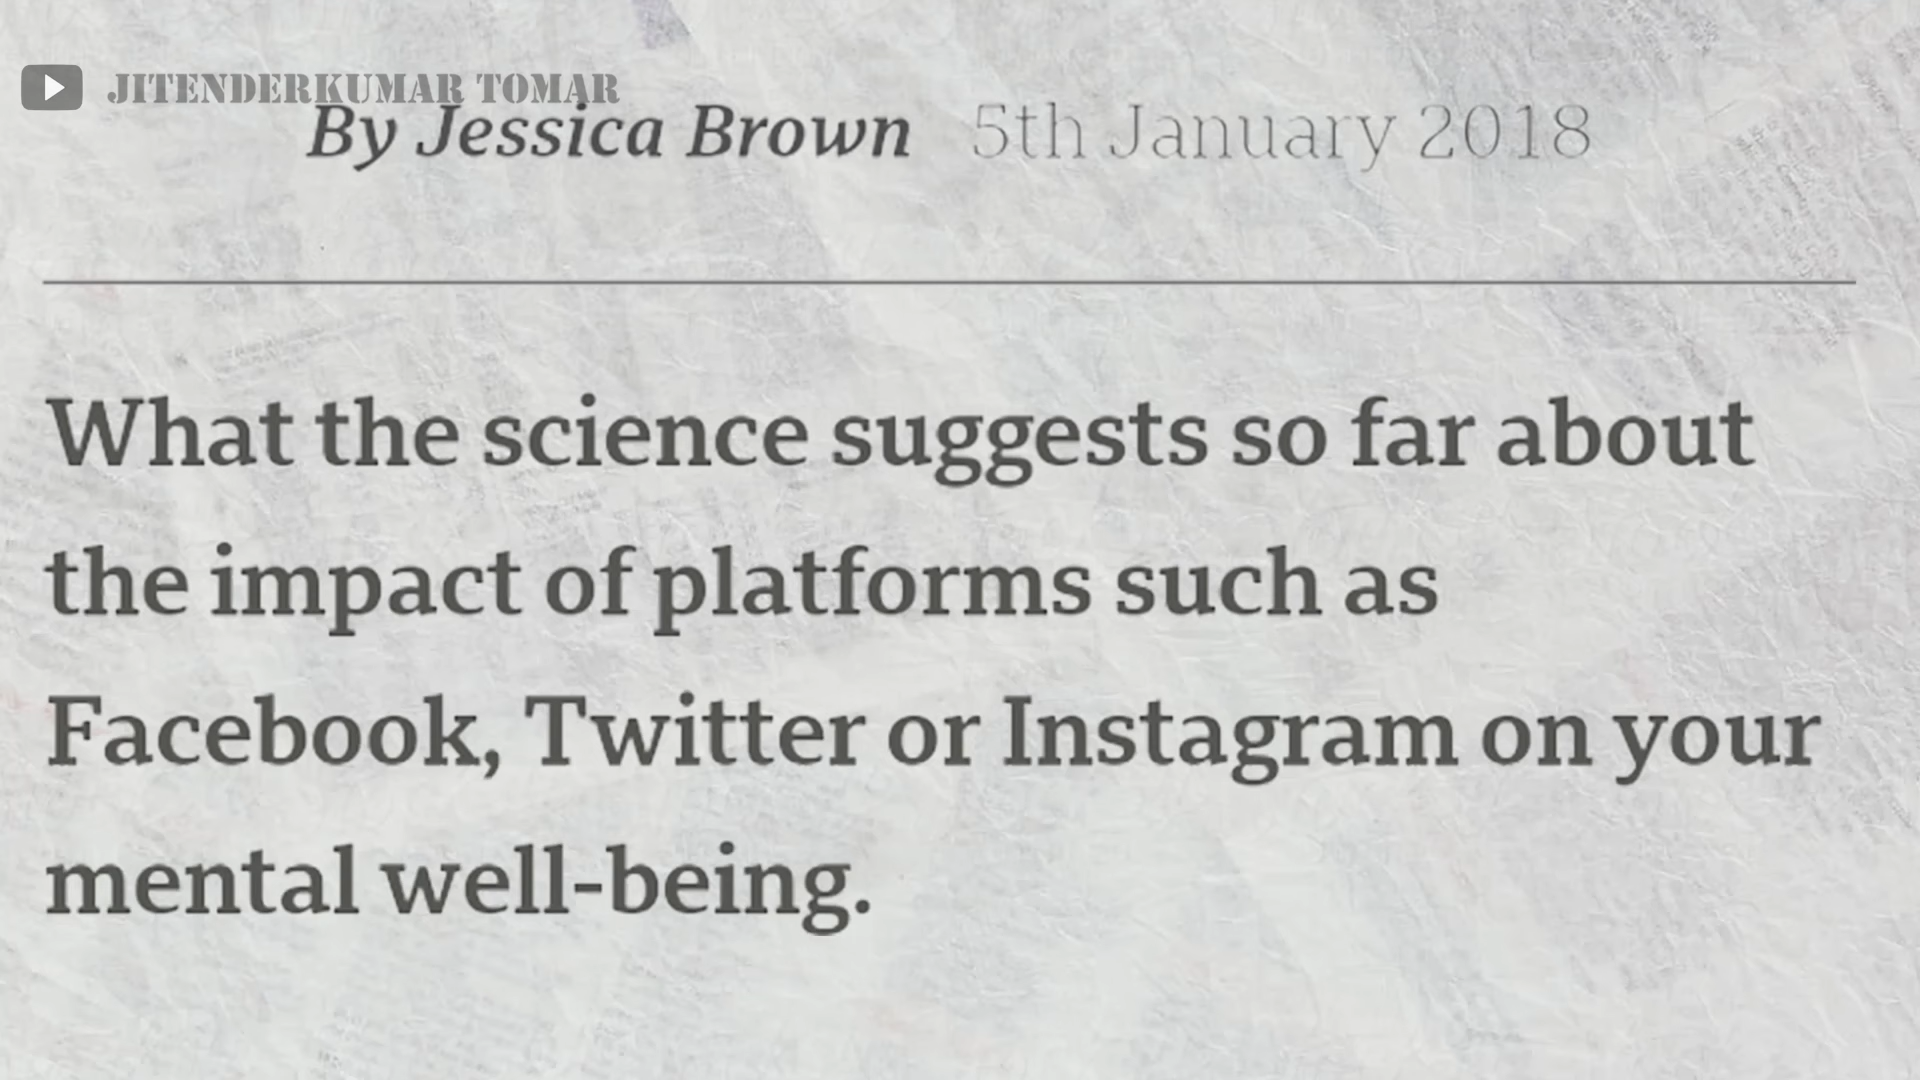 JITENDERKUMAR TOMAR
By Jessica Brown 5th January 2018
What the science suggests so far about
the impact of platforms such as
Facebook, Twitter or Instagram on your
mental well-being.